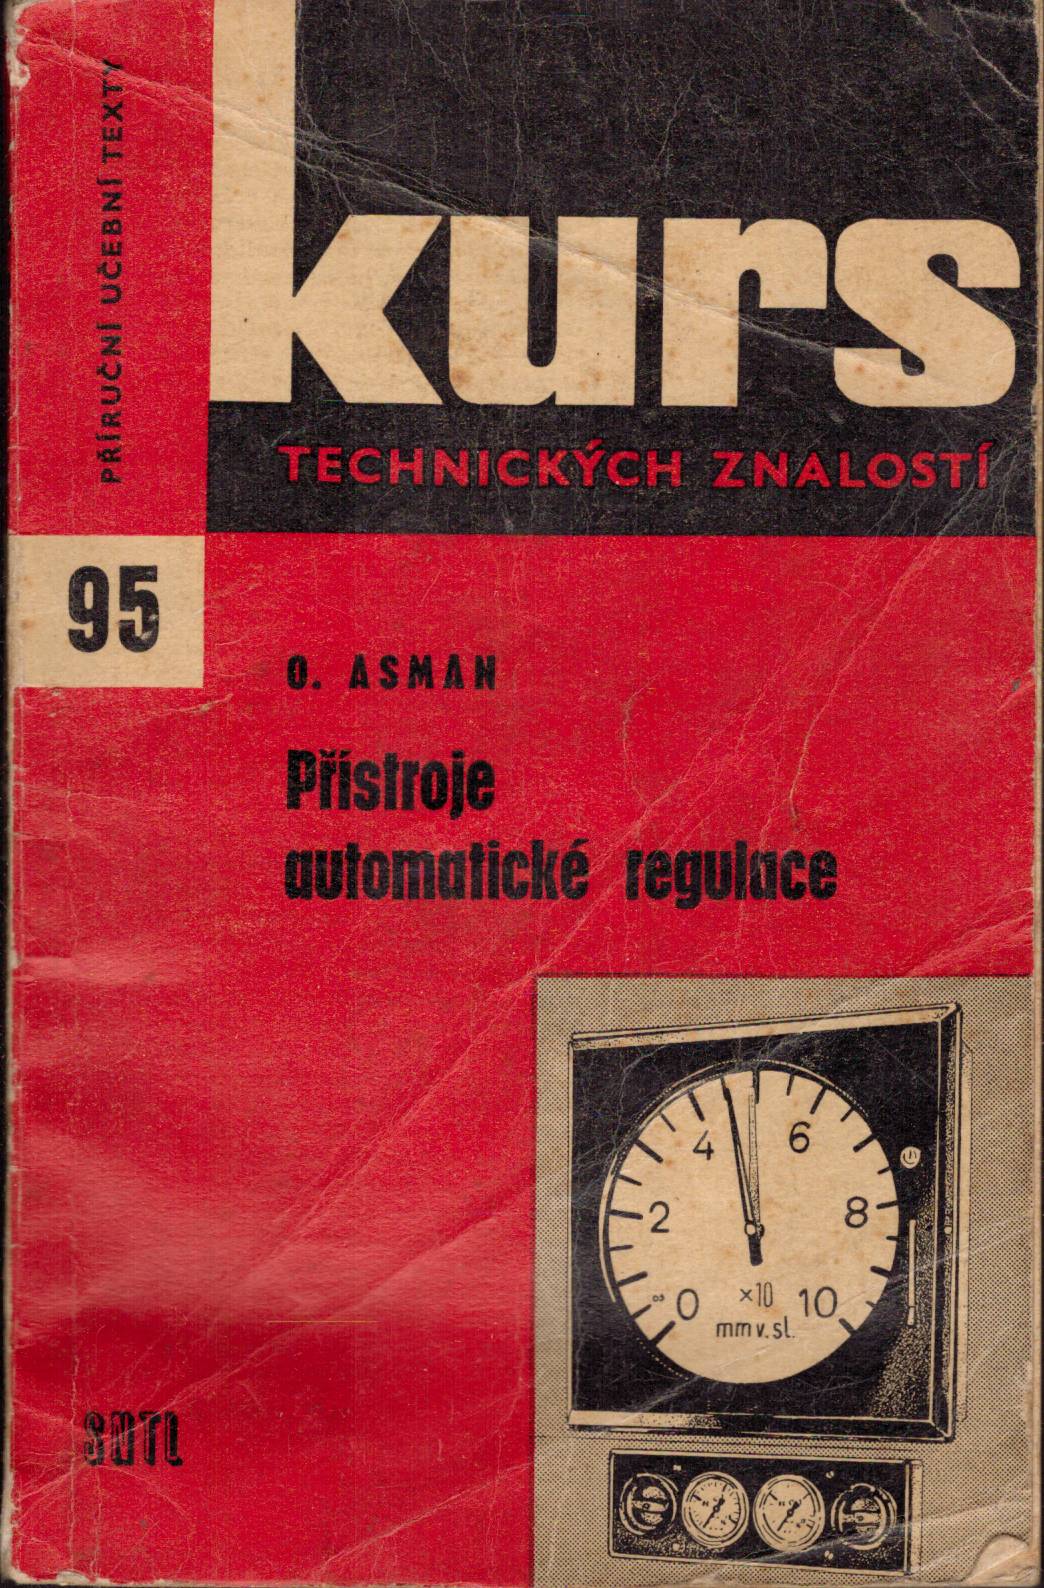 PŘÍRUČNÍ UČEBNÍ TEXTY
kurs
TECHNICKÝCH ZNALOSTÍ
95
O. ASMAN
Přístroje
automatické regulace
4
6
2
8
0
×10
10
mm v. sl.
SNTL